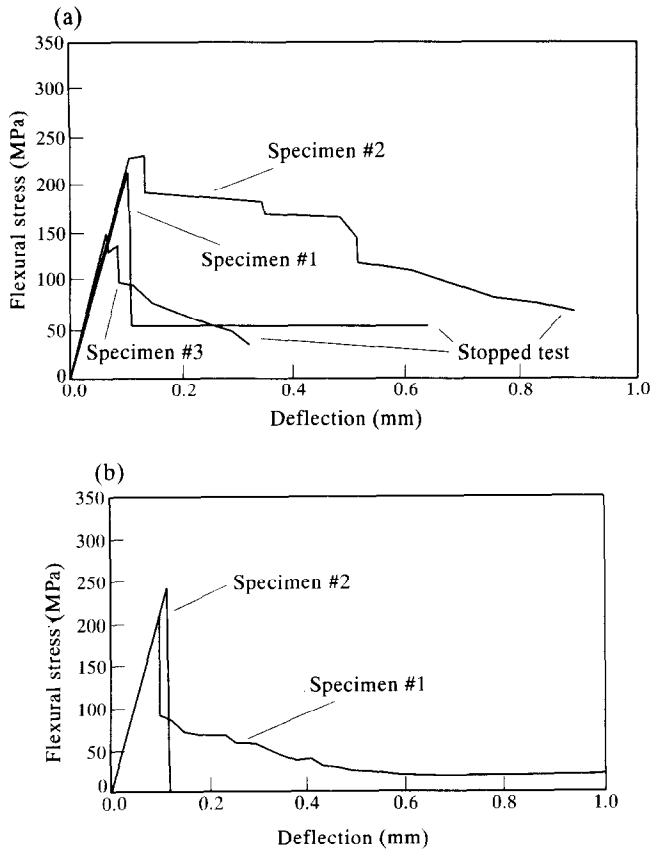 (a)
350
300
250
200
150
100
50
0
Flexural stress (MPa)
Specimen #2
Specimen #1
Specimen #3
Stopped test
0.0
0.2
0.4
0.6
0.8
1.0
Deflection (mm)
(b)
350
300
250
200
150
100
50
0
Flexural stress (MPa)
Specimen #2
Specimen #1
0.0
0.2
0.4
0.6
0.8
1.0
Deflection (mm)